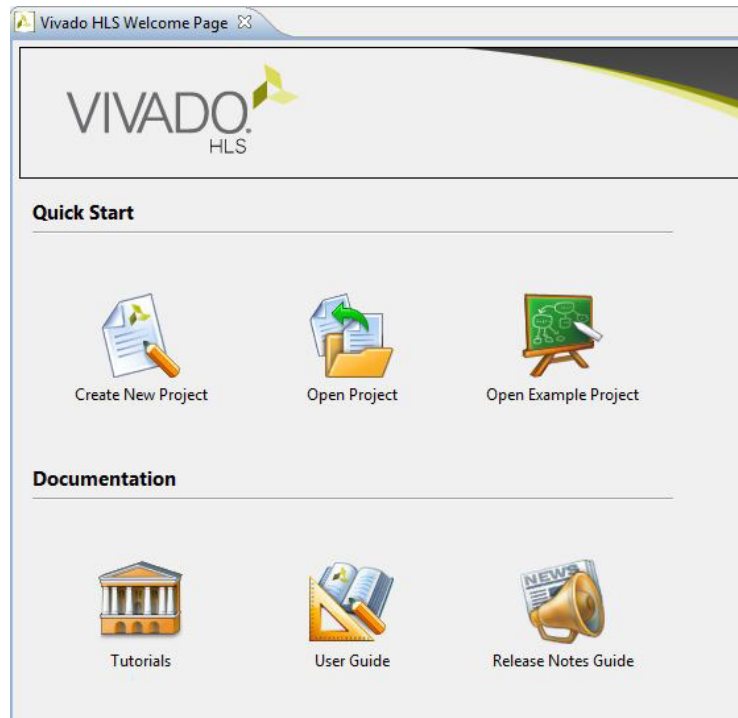 Vivado HLS Welcome Page
VIVADO.
HLS
Quick Start
Create New Project
Open Project
Open Example Project
Documentation
NEWS
Tutorials
User Guide
Release Notes Guide